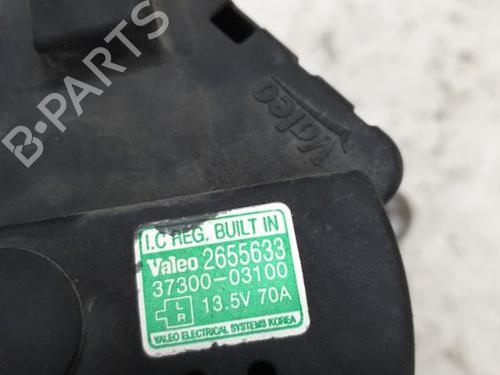 B-PARTS
Valeo
I.C REG. BUILT IN
Valeo 2655633
37300-03100
L
R 13.5V 70A
VALEO ELECTRICAL SYSTEMS KOREA